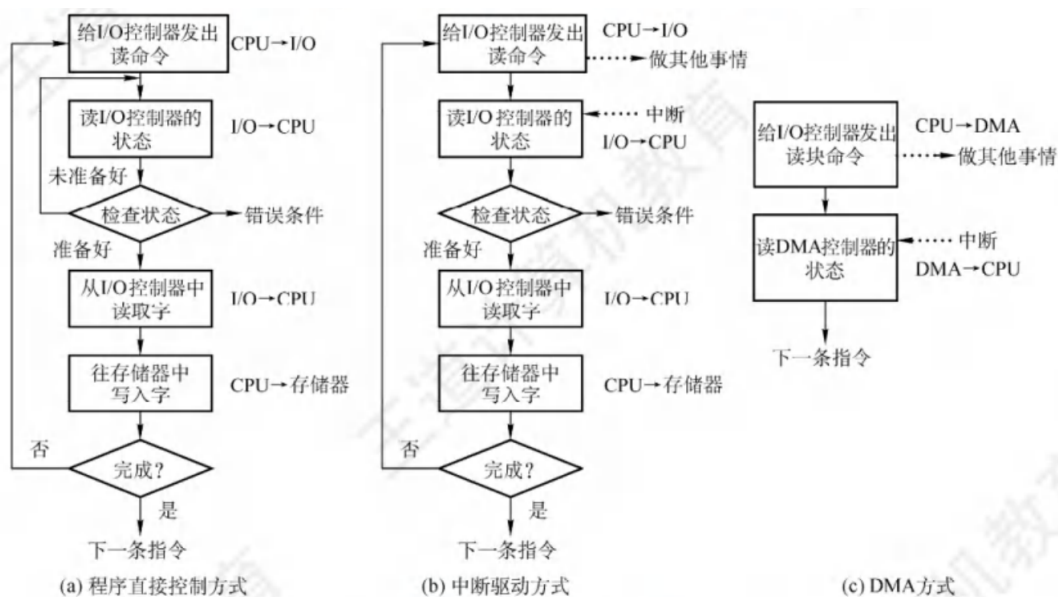 给I/O控制器发出
读命令
CPU→I/O
读I/O控制器的
状态
I/O→CPU
未准备好
检查状态
错误条件
准备好
从I/O控制器中
读取字
I/O→CPU
往存储器中
写入字
CPU→存储器
否
完成?
是
下一条指令
(a) 程序直接控制方式
给I/O控制器发出
读命令
CPU→I/O
做其他事情
读I/O控制器的
状态
中断
I/O→CPU
检查状态
错误条件
准备好
从I/O控制器中
读取字
I/O→CPU
往存储器中
写入字
CPU→存储器
否
完成?
是
下一条指令
(b) 中断驱动方式
给I/O控制器发出
读块命令
CPU→DMA
做其他事情
读DMA控制器的
状态
中断
DMA→CPU
下一条指令
(c) DMA方式
王道计算机教育